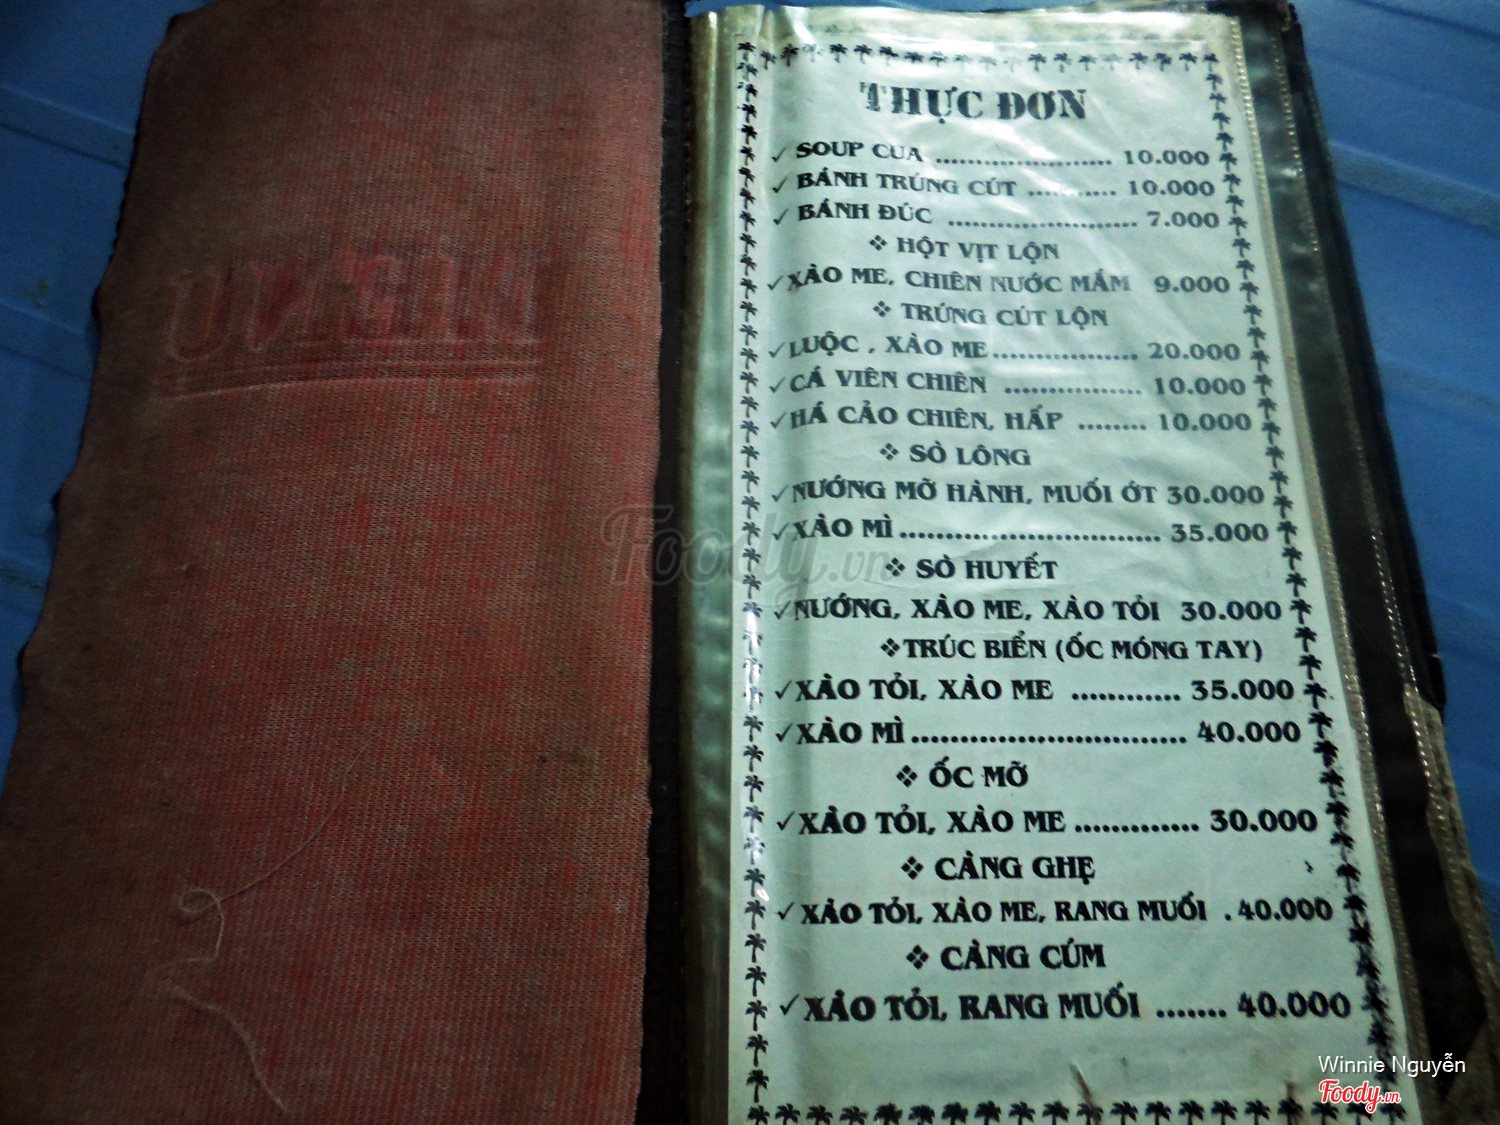 THỰC ĐƠN
SOUP CUA ...................... 10.000
BÁNH TRỨNG CÚT ........... 10.000
BÁNH ĐÚC ........................ 7.000
HỘT VỊT LỘN
XÀO ME, CHIÊN NƯỚC MẮM 9.000
TRỨNG CÚT LỘN
LUỘC , XÀO ME.................. 20.000
CÁ VIÊN CHIÊN ................. 10.000
HÁ CẢO CHIÊN, HẤP ........ 10.000
SÒ LÔNG
NƯỚNG MỠ HÀNH, MUỐI ỚT 30.000
XÀO MÌ................................. 35.000
SÒ HUYẾT
NƯỚNG, XÀO ME, XÀO TỎI 30.000
TRÚC BIỂN (ỐC MÓNG TAY)
XÀO TỎI, XÀO ME ............ 35.000
XÀO MÌ.............................. 40.000
ỐC MỠ
XÀO TỎI, XÀO ME ............. 30.000
CÀNG GHẸ
XÀO TỎI, XÀO ME, RANG MUỐI . 40.000
CÀNG CÚM
XÀO TỎI, RANG MUỐI ....... 40.000
Foody.vn
Winnie Nguyễn
Foody.vn